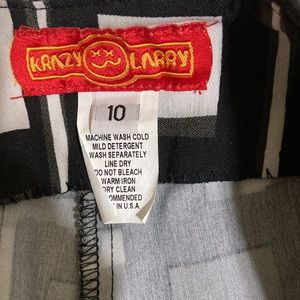 KRAZY LARRY
10
MACHINE WASH COLD
MILD DETERGENT
WASH SEPARATELY
LINE DRY
DO NOT BLEACH
WARM IRON
DRY CLEAN
U.S.A.